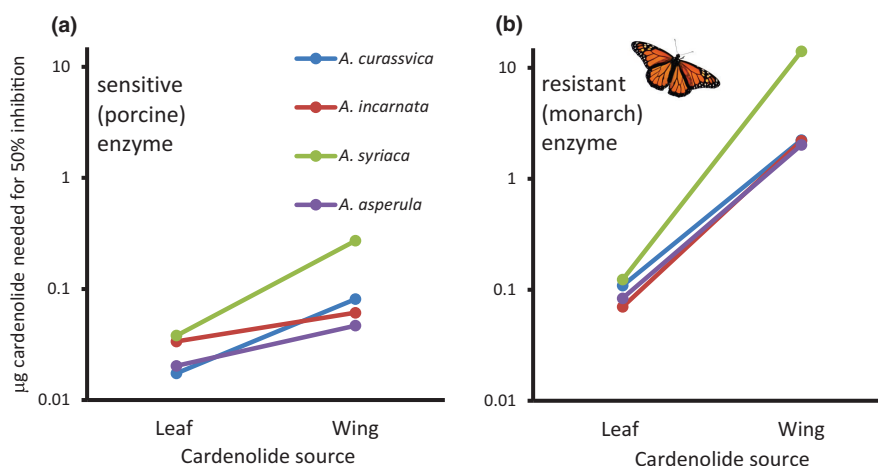 (a)
μg cardenolide needed for 50% inhibition
10
1
0.1
0.01
sensitive
(porcine)
enzyme
A. curassvica
A. incarnata
A. syriaca
A. asperula
Leaf
Wing
Cardenolide source
(b)
10
1
0.1
0.01
resistant
(monarch)
enzyme
Leaf
Wing
Cardenolide source